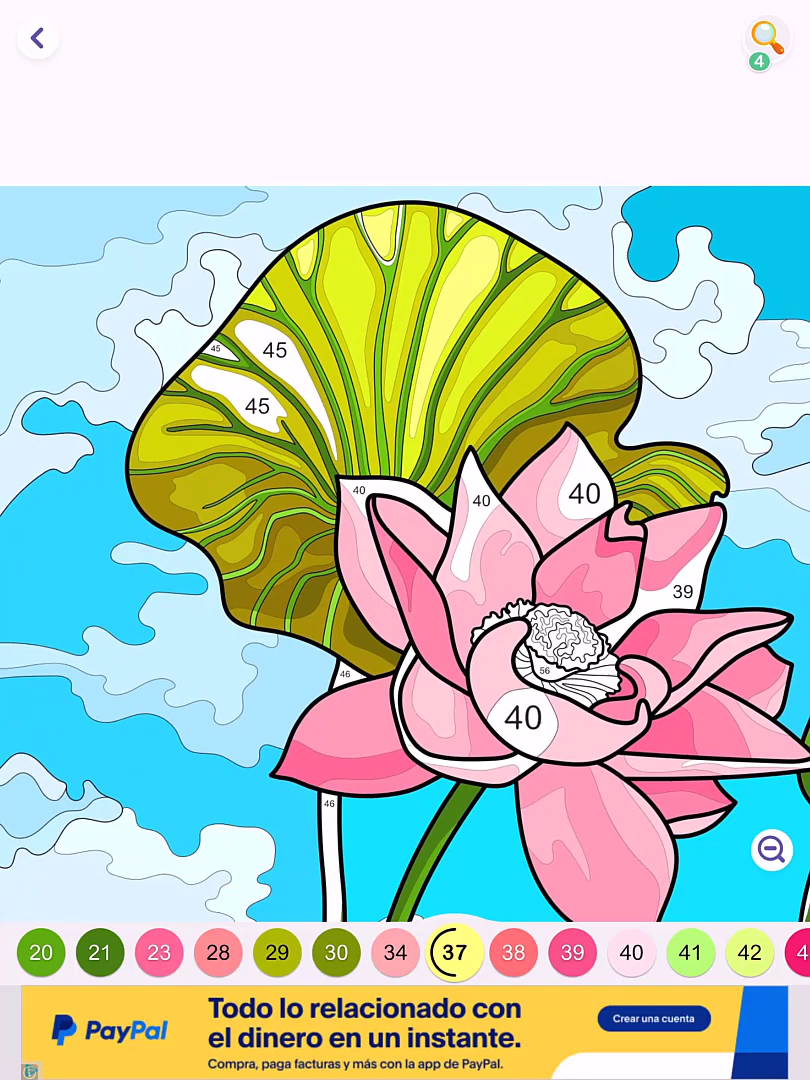 4
45
45
45
40
40
40
39
56
46
40
46
20 21 23 28 29 30 34 37 38 39 40 41 42 4
PayPal
Todo lo relacionado con
el dinero en un instante.
Compra, paga facturas y más con la app de PayPal.
Crear una cuenta